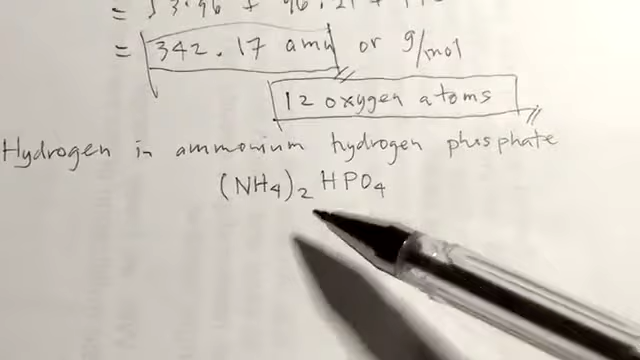 = 342.17 amu or g/mol
12 oxygen atoms
Hydrogen in ammonium hydrogen phosphate
(NH4)2 HPO4